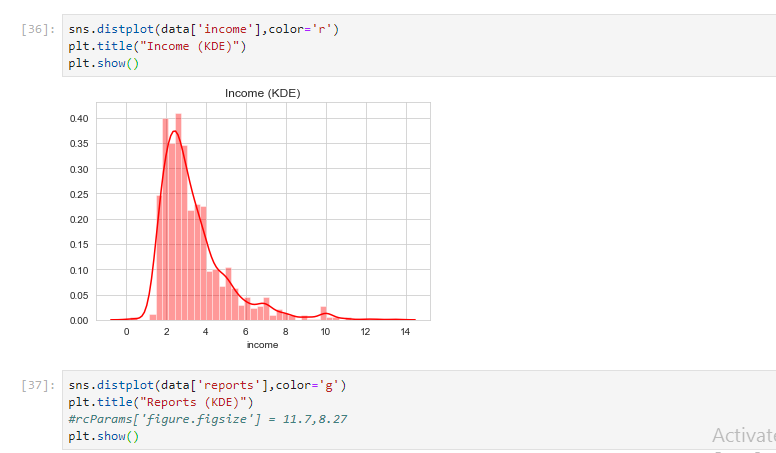 [36]: sns.distplot(data['income'],color='r')
plt.title("Income (KDE)")
plt.show()
Income (KDE)
0.40
0.35
0.30
0.25
0.20
0.15
0.10
0.05
0.00
0 2 4 6 8 10 12 14
income
[37]: sns.distplot(data['reports'],color='g')
plt.title("Reports (KDE)")
#rcParams['figure.figsize'] = 11.7,8.27
plt.show()
Activate